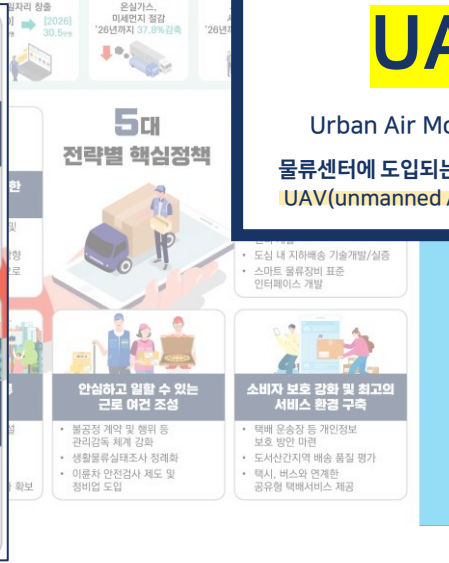 일자리 창출
[2026]
30.5
온실가스,
미세먼지 절감
'26년까지 37.8%감축
'26년
UA
Urban Air Mo
물류센터에 도입되는
UAV(unmanned A
5대
전략별 핵심정책
한
및
향
으로
도심 내 지하배송 기술개발/실증
스마트 물류장비 표준
인터페이스 개발
안심하고 일할 수 있는
근로 여건 조성
불공정 계약 및 행위 등
관리감독 체계 강화
생활물류실태조사 정례화
이륜차 안전검사 제도 및
정비업 도입
소비자 보호 강화 및 최고의
서비스 환경 구축
택배 운송장 등 개인정보
보호 방안 마련
도서산간지역 배송 품질 평가
택시, 버스와 연계한
공유형 택배서비스 제공
설
확보